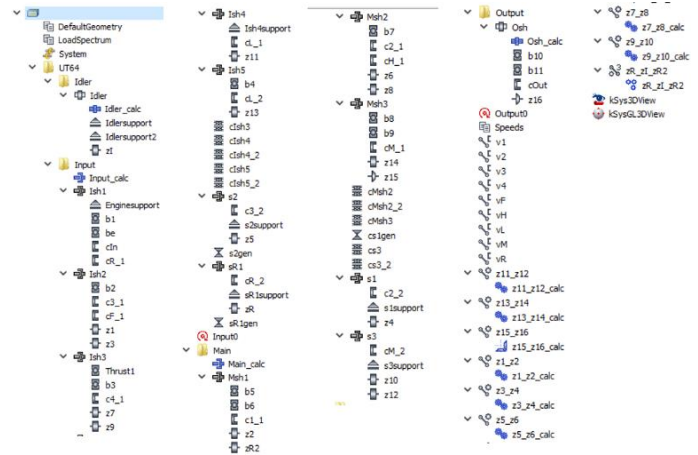 DefaultGeometry
LoadSpectrum
System
UT64
Idler
Idler
Idler_calc
Idlersupport
Idlersupport2
zI
Input
Input_calc
Ish1
Enginesupport
b1
be
cIn
cR_1
Ish2
b2
c3_1
cF_1
z1
z3
Ish3
Thrust1
b3
c4_1
z7
z9
Ish4
Ish4support
cL_1
z11
Ish5
b4
cL_2
z13
cIsh3
cIsh4
cIsh4_2
cIsh5
cIsh5_2
s2
c3_2
s2support
z5
s2gen
sR1
cR_2
sR1support
zR
sR1gen
Input0
Main
Main_calc
Msh1
b5
b6
c1_1
z2
zR2
Msh2
b7
c2_1
cH_1
z6
z8
Msh3
b8
b9
cM_1
z14
z15
cMsh2
cMsh2_2
cMsh3
cs1gen
cs3
cs3_2
s1
c2_2
s1support
z4
s3
cM_2
s3support
z10
z12
Output
Osh
Osh_calc
b10
b11
cOut
z16
Output0
Speeds
v1
v2
v3
v4
vF
vH
vL
vM
vR
z11_z12
z11_z12_calc
z13_z14
z13_z14_calc
z15_z16
z15_z16_calc
z1_z2
z1_z2_calc
z3_z4
z3_z4_calc
z5_z6
z5_z6_calc
z7_z8
z7_z8_calc
z9_z10
z9_z10_calc
zR_zI_zR2
zR_zI_zR2
kSys3DView
kSysGL3DView